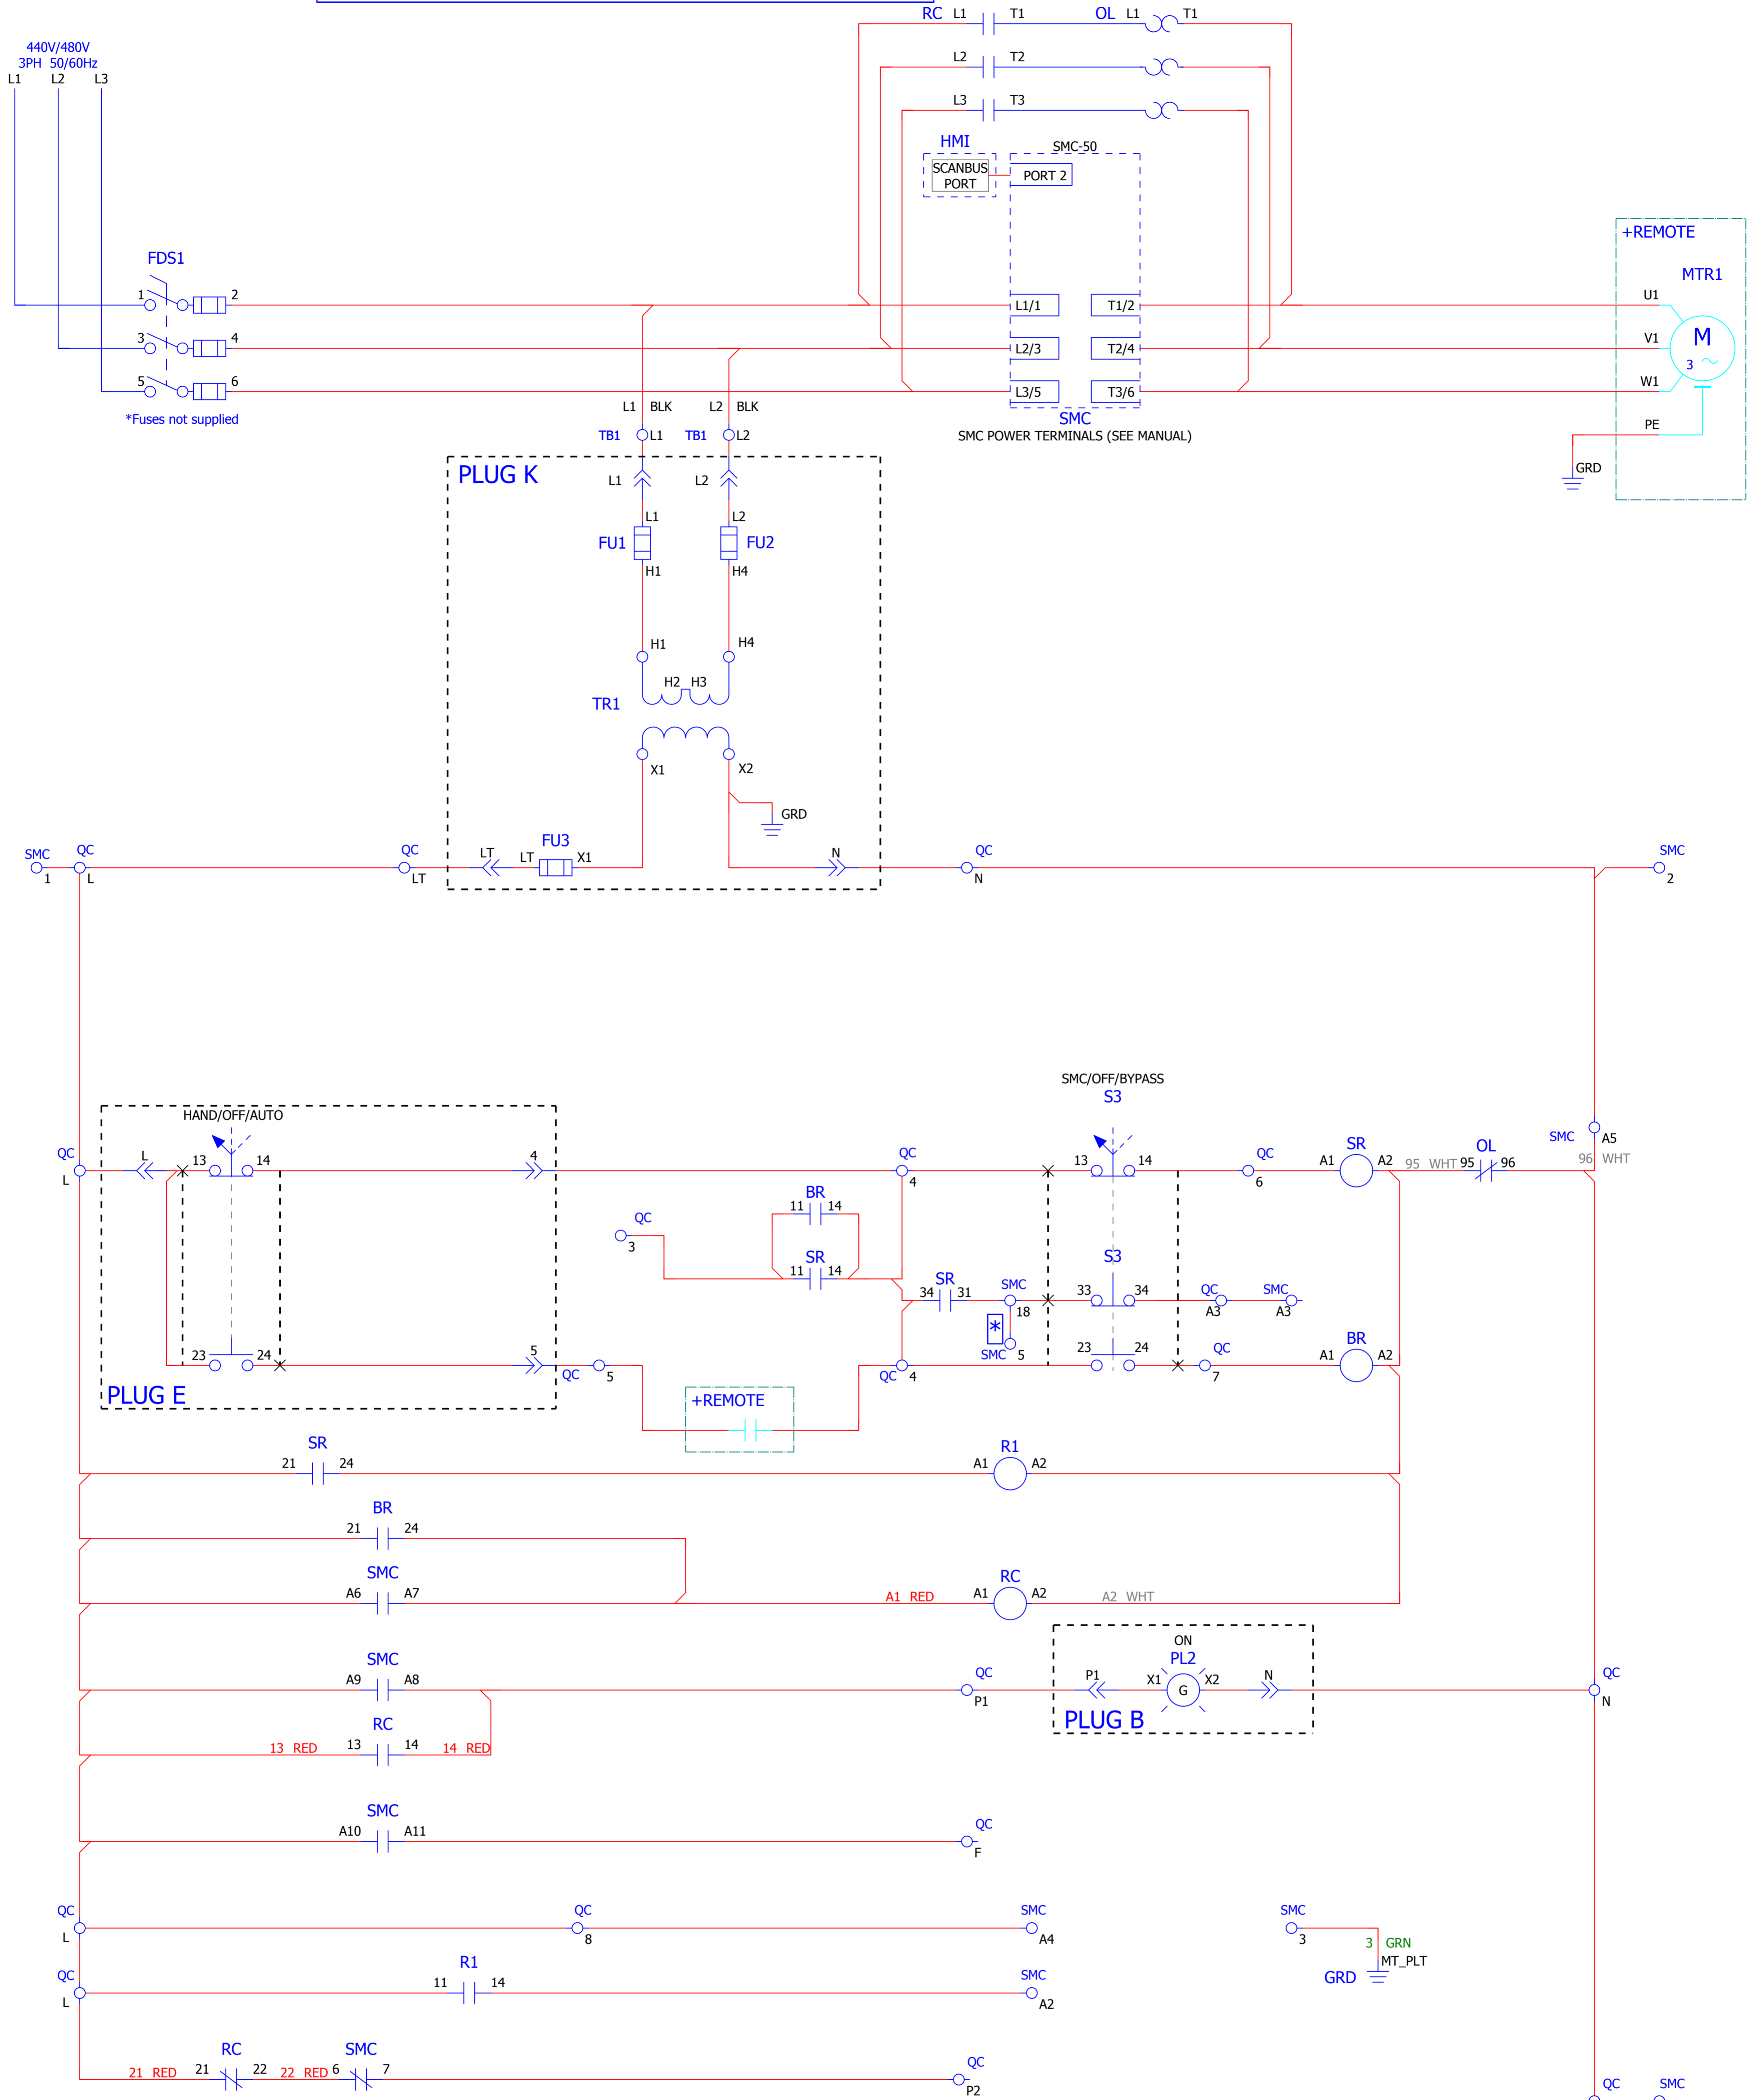 RC L1 T1 OL L1 T1
440V/480V
3PH 50/60Hz
L1 L2 L3
L2 T2
L3 T3
HMI
SMC-50
SCANBUS
PORT
PORT 2
+REMOTE
MTR1
FDS1
1 2
L1/1 T1/2
U1
3 4
L2/3 T2/4
V1
M
3
5 6
L3/5 T3/6
W1
*Fuses not supplied
L1 BLK L2 BLK
SMC
SMC POWER TERMINALS (SEE MANUAL)
PE
GRD
TB1 L1 TB1 L2
PLUG K
L1 L2
L1 L2
FU1 FU2
H1 H4
H1 H4
H2 H3
TR1
X1 X2
GRD
SMC QC QC FU3 QC SMC
LT LT X1 N
1 L LT N 2
SMC/OFF/BYPASS
S3
HAND/OFF/AUTO
SMC A5
QC L 13 14 4 QC 13 14 QC SR OL
A1 A2 95 WHT 95 96 96 WHT
L 4 6
BR
11 14
QC
3
SR
11 14
S3
SR
34 31
SMC
18
33 34
QC
A3
SMC
A3
*
SMC 5
23 24 5
QC 5
QC 4
23 24
QC
7
BR
A1 A2
PLUG E
+REMOTE
SR
21 24
R1
A1 A2
BR
21 24
SMC
A6 A7
RC
A1 RED A1 A2 A2 WHT
SMC
A9 A8
QC
P1
ON
PL2
P1 X1 G X2 N
PLUG B
QC
N
RC
13 RED 13 14 14 RED
SMC
A10 A11
QC
F
QC QC SMC SMC
L 8 A4 3
3 GRN
MT_PLT
GRD
QC R1 SMC
11 14
L A2
RC SMC QC
21 RED 21 22 22 RED 6 7
P2
QC SMC